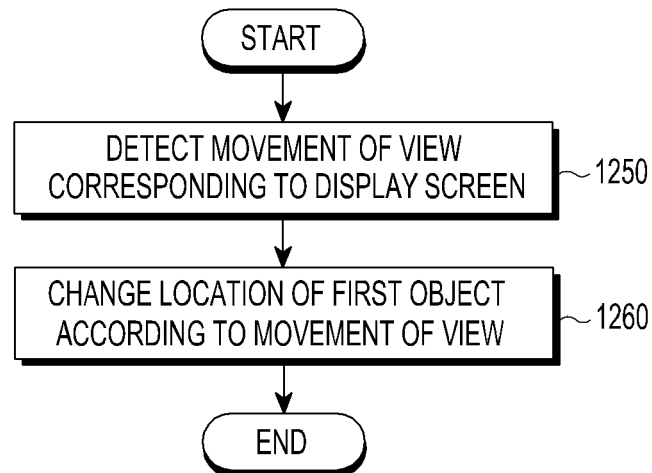 START
DETECT MOVEMENT OF VIEW
CORRESPONDING TO DISPLAY SCREEN
1250
CHANGE LOCATION OF FIRST OBJECT
ACCORDING TO MOVEMENT OF VIEW
1260
END